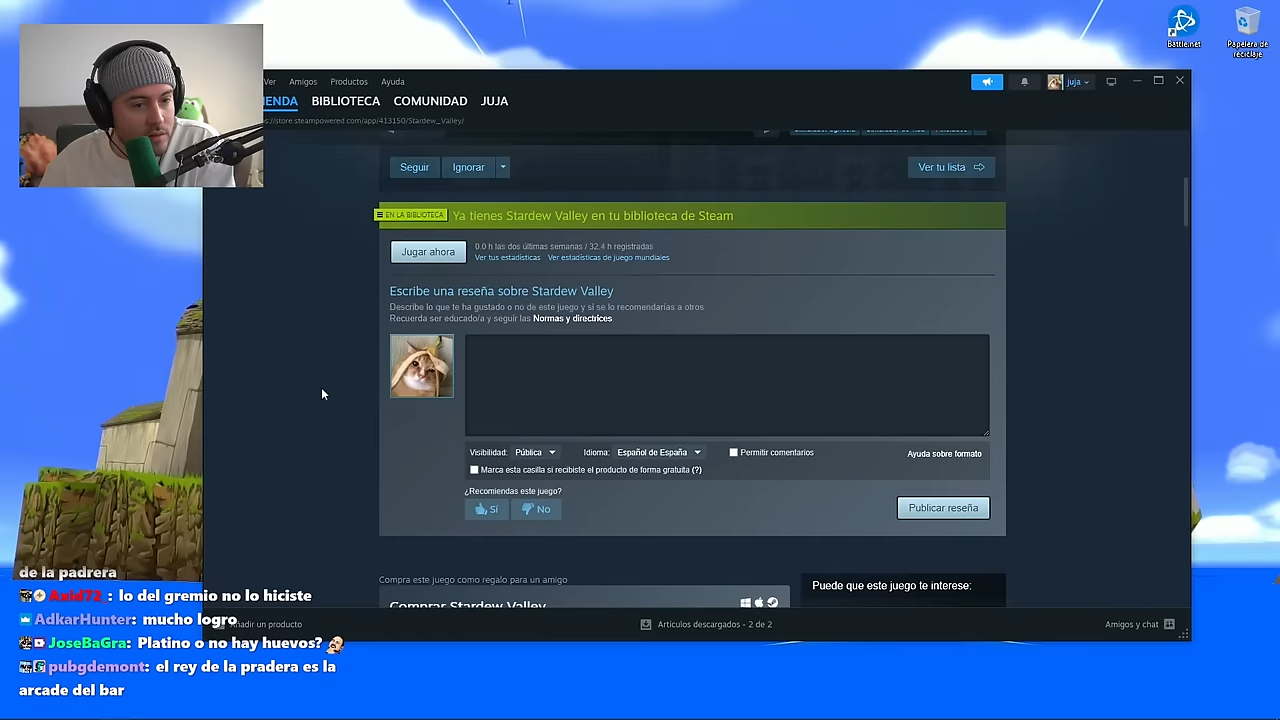 Battle.net
Papelera de
reciclaje
Ver Amigos Productos Ayuda
juja
TIENDA BIBLIOTECA COMUNIDAD JUJA
https://store.steampowered.com/app/413150/Stardew_Valley/
Seguir
Ignorar
Ver tu lista
EN LA BIBLIOTECA
Ya tienes Stardew Valley en tu biblioteca de Steam
Jugar ahora
0.0 h las dos últimas semanas / 32.4 h registradas
Ver tus estadísticas Ver estadísticas de juego mundiales
Escribe una reseña sobre Stardew Valley
Describe lo que te ha gustado o no de este juego y si se lo recomendarías a otros.
Recuerda ser educado/a y seguir las Normas y directrices
Visibilidad: Pública Idioma: Español de España Permitir comentarios Ayuda sobre formato
Marca esta casilla si recibiste el producto de forma gratuita (?)
¿Recomiendas este juego?
Sí No
Publicar reseña
Compra este juego como regalo para un amigo
Comprar Stardew Valley
Puede que este juego te interese:
Añadir un producto
Artículos descargados - 2 de 2
Amigos y chat
de la padrera
: lo del gremio no lo hiciste
AdkarHunter: mucho logro
JoseBaGra: Platino o no hay huevos?
pubgdemont: el rey de la pradera es la
arcade del bar